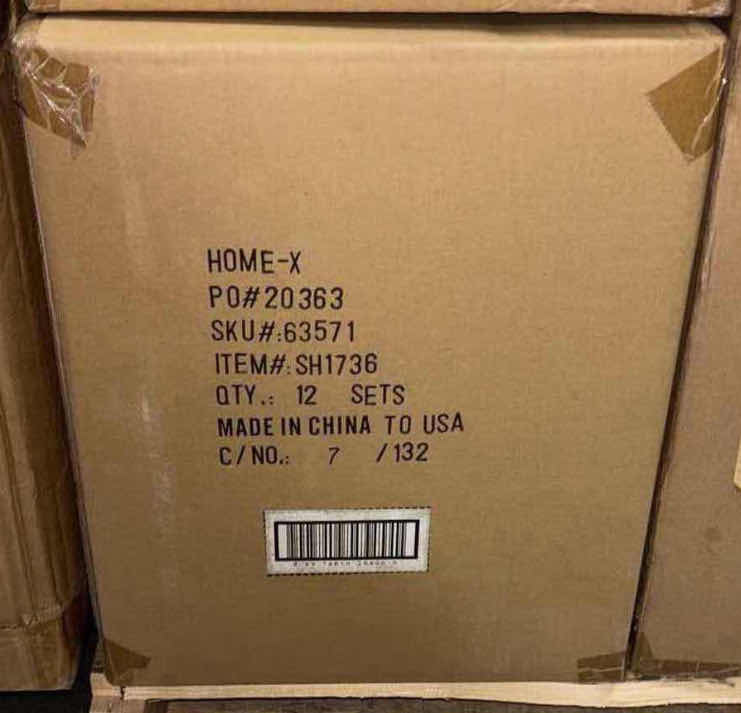 HOME-X
PO#20363
SKU#:63571
ITEM#:SH1736
QTY.: 12 SETS
MADE IN CHINA TO USA
C/NO.: 7 /132